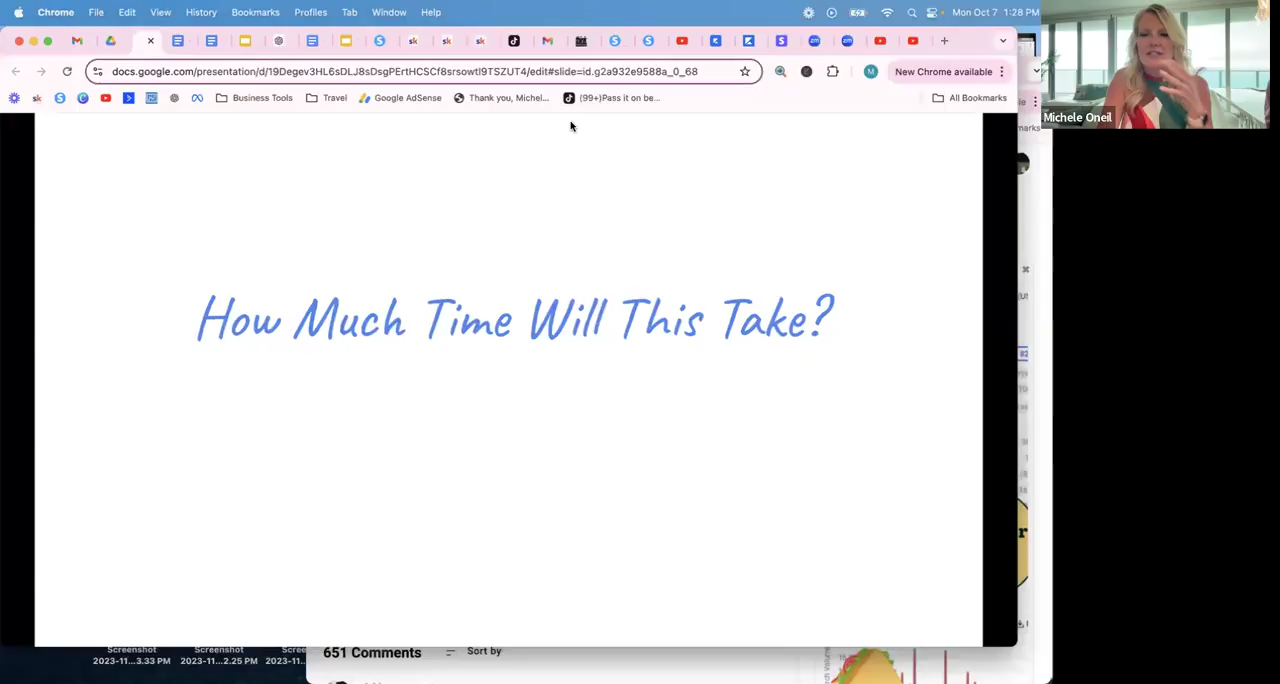 Chrome File Edit View History Bookmarks Profiles Tab Window Help Mon Oct 7 1:28 PM
docs.google.com/presentation/d/19Degev3HL6sDLJ8sDsgPErtHCSCf8srsowtl9TSZUT4/edit#slide=id.g2a932e9588a_0_68 New Chrome available
Business Tools Travel Google AdSense Thank you, Michel... (99+)Pass it on be... All Bookmarks
Michele Oneil
How Much Time Will This Take?
Screenshot Screenshot
2023-11...3.33 PM 2023-11...2.25 PM 2023-11...
651 Comments Sort by